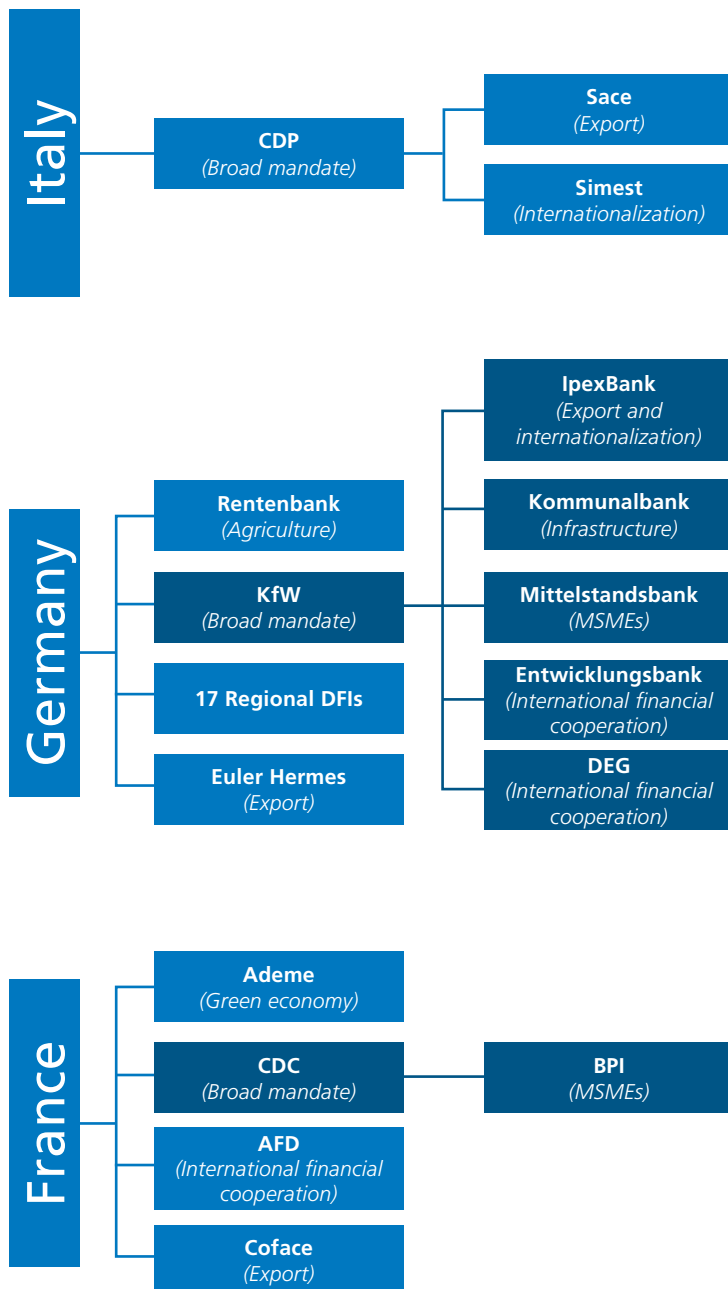 Italy
CDP
(Broad mandate)
Sace
(Export)
Simest
(Internationalization)
Germany
Rentenbank
(Agriculture)
KfW
(Broad mandate)
17 Regional DFIs
Euler Hermes
(Export)
IpexBank
(Export and
internationalization)
Kommunalbank
(Infrastructure)
Mittelstandsbank
(MSMEs)
Entwicklungsbank
(International financial
cooperation)
DEG
(International financial
cooperation)
France
Ademe
(Green economy)
CDC
(Broad mandate)
AFD
(International financial
cooperation)
Coface
(Export)
BPI
(MSMEs)